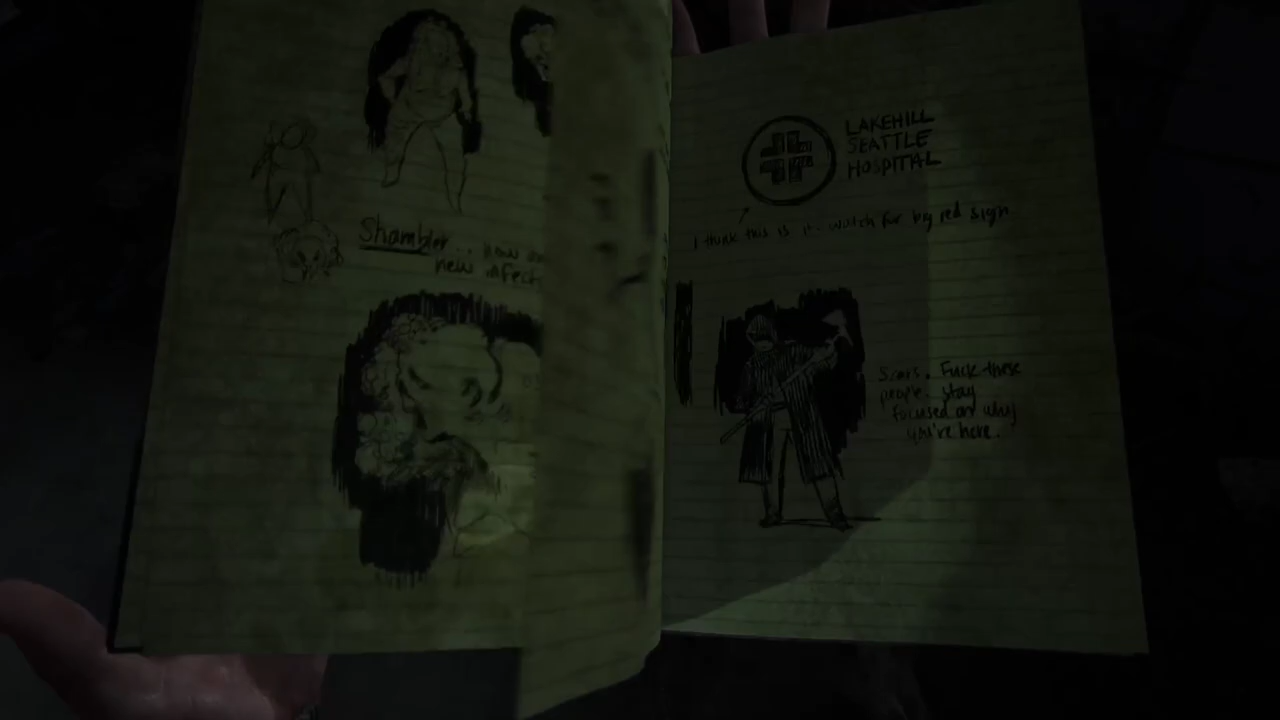 Shambler..
new infect
LAKEHILL
SEATTLE
HOSPITAL
I think this is it. watch for big red sign
Scars. Fuck these
people. Stay
focused on why
you're here.